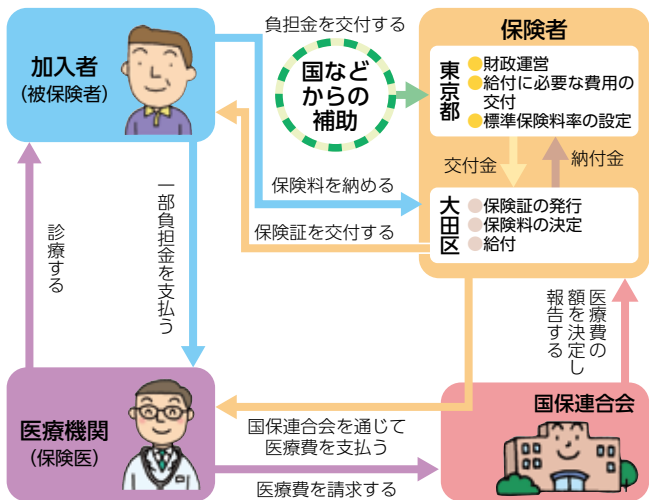 負担金を交付する
保険者
加入者
(被保険者)
国など
からの
補助
東京都
●財政運営
●給付に必要な費用の
交付
●標準保険料率の設定
交付金
納付金
保険料を納める
大田区
●保険証の発行
●保険料の決定
●給付
保険証を交付する
診療する
一部負担金を支払う
医療費の
額を決定し
報告する
医療機関
(保険医)
国保連合会を通じて
医療費を支払う
国保連合会
医療費を請求する